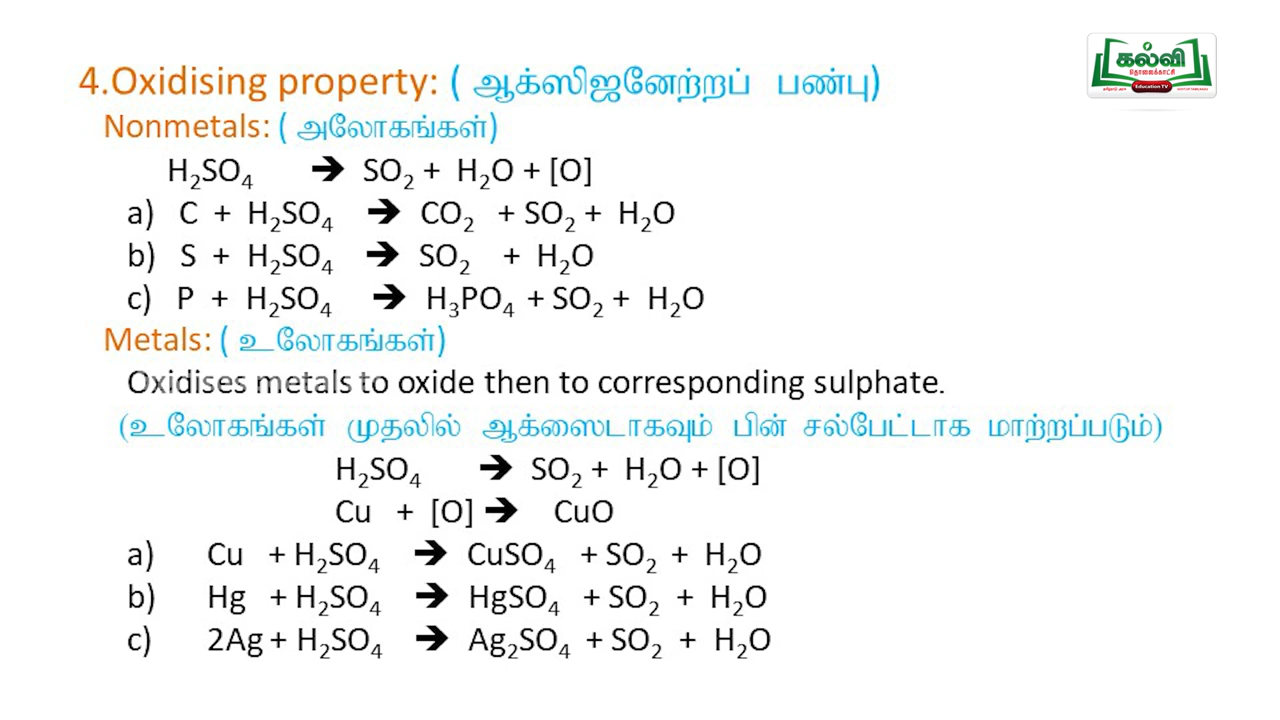 கல்வி
தொலைக்காட்சி
Education TV
4.Oxidising property: ( ஆக்ஸிஜனேற்றப் பண்பு)
Nonmetals: ( அலோகங்கள்)
H₂SO₄ ➔ SO₂ + H₂O + [O]
a) C + H₂SO₄ ➔ CO₂ + SO₂ + H₂O
b) S + H₂SO₄ ➔ SO₂ + H₂O
c) P + H₂SO₄ ➔ H₃PO₄ + SO₂ + H₂O
Metals: ( உலோகங்கள்)
Oxidises metals to oxide then to corresponding sulphate.
(உலோகங்கள் முதலில் ஆக்ஸைடாகவும் பின் சல்பேட்டாக மாற்றப்படும்)
H₂SO₄ ➔ SO₂ + H₂O + [O]
Cu + [O] ➔ CuO
a) Cu + H₂SO₄ ➔ CuSO₄ + SO₂ + H₂O
b) Hg + H₂SO₄ ➔ HgSO₄ + SO₂ + H₂O
c) 2Ag + H₂SO₄ ➔ Ag₂SO₄ + SO₂ + H₂O